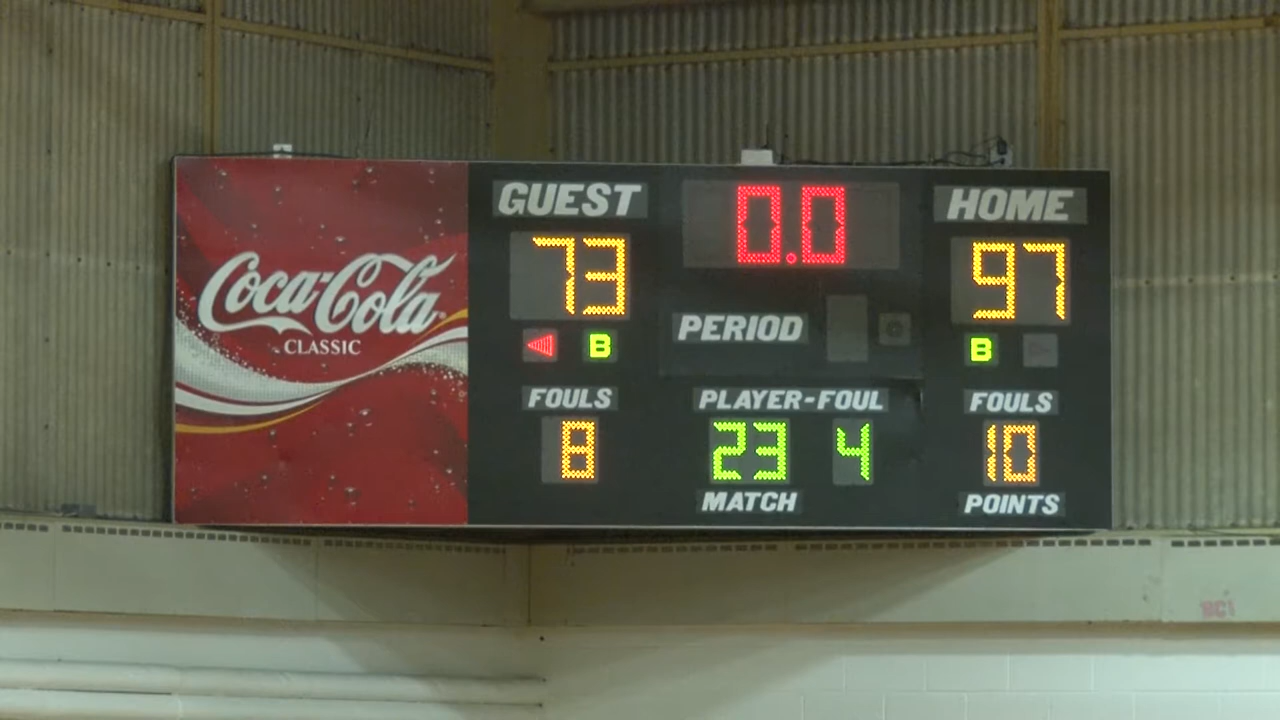 Coca-Cola
CLASSIC
GUEST
0.0
HOME
73
97
PERIOD
B
B
FOULS
PLAYER-FOUL
FOULS
8
23 4
10
MATCH
POINTS